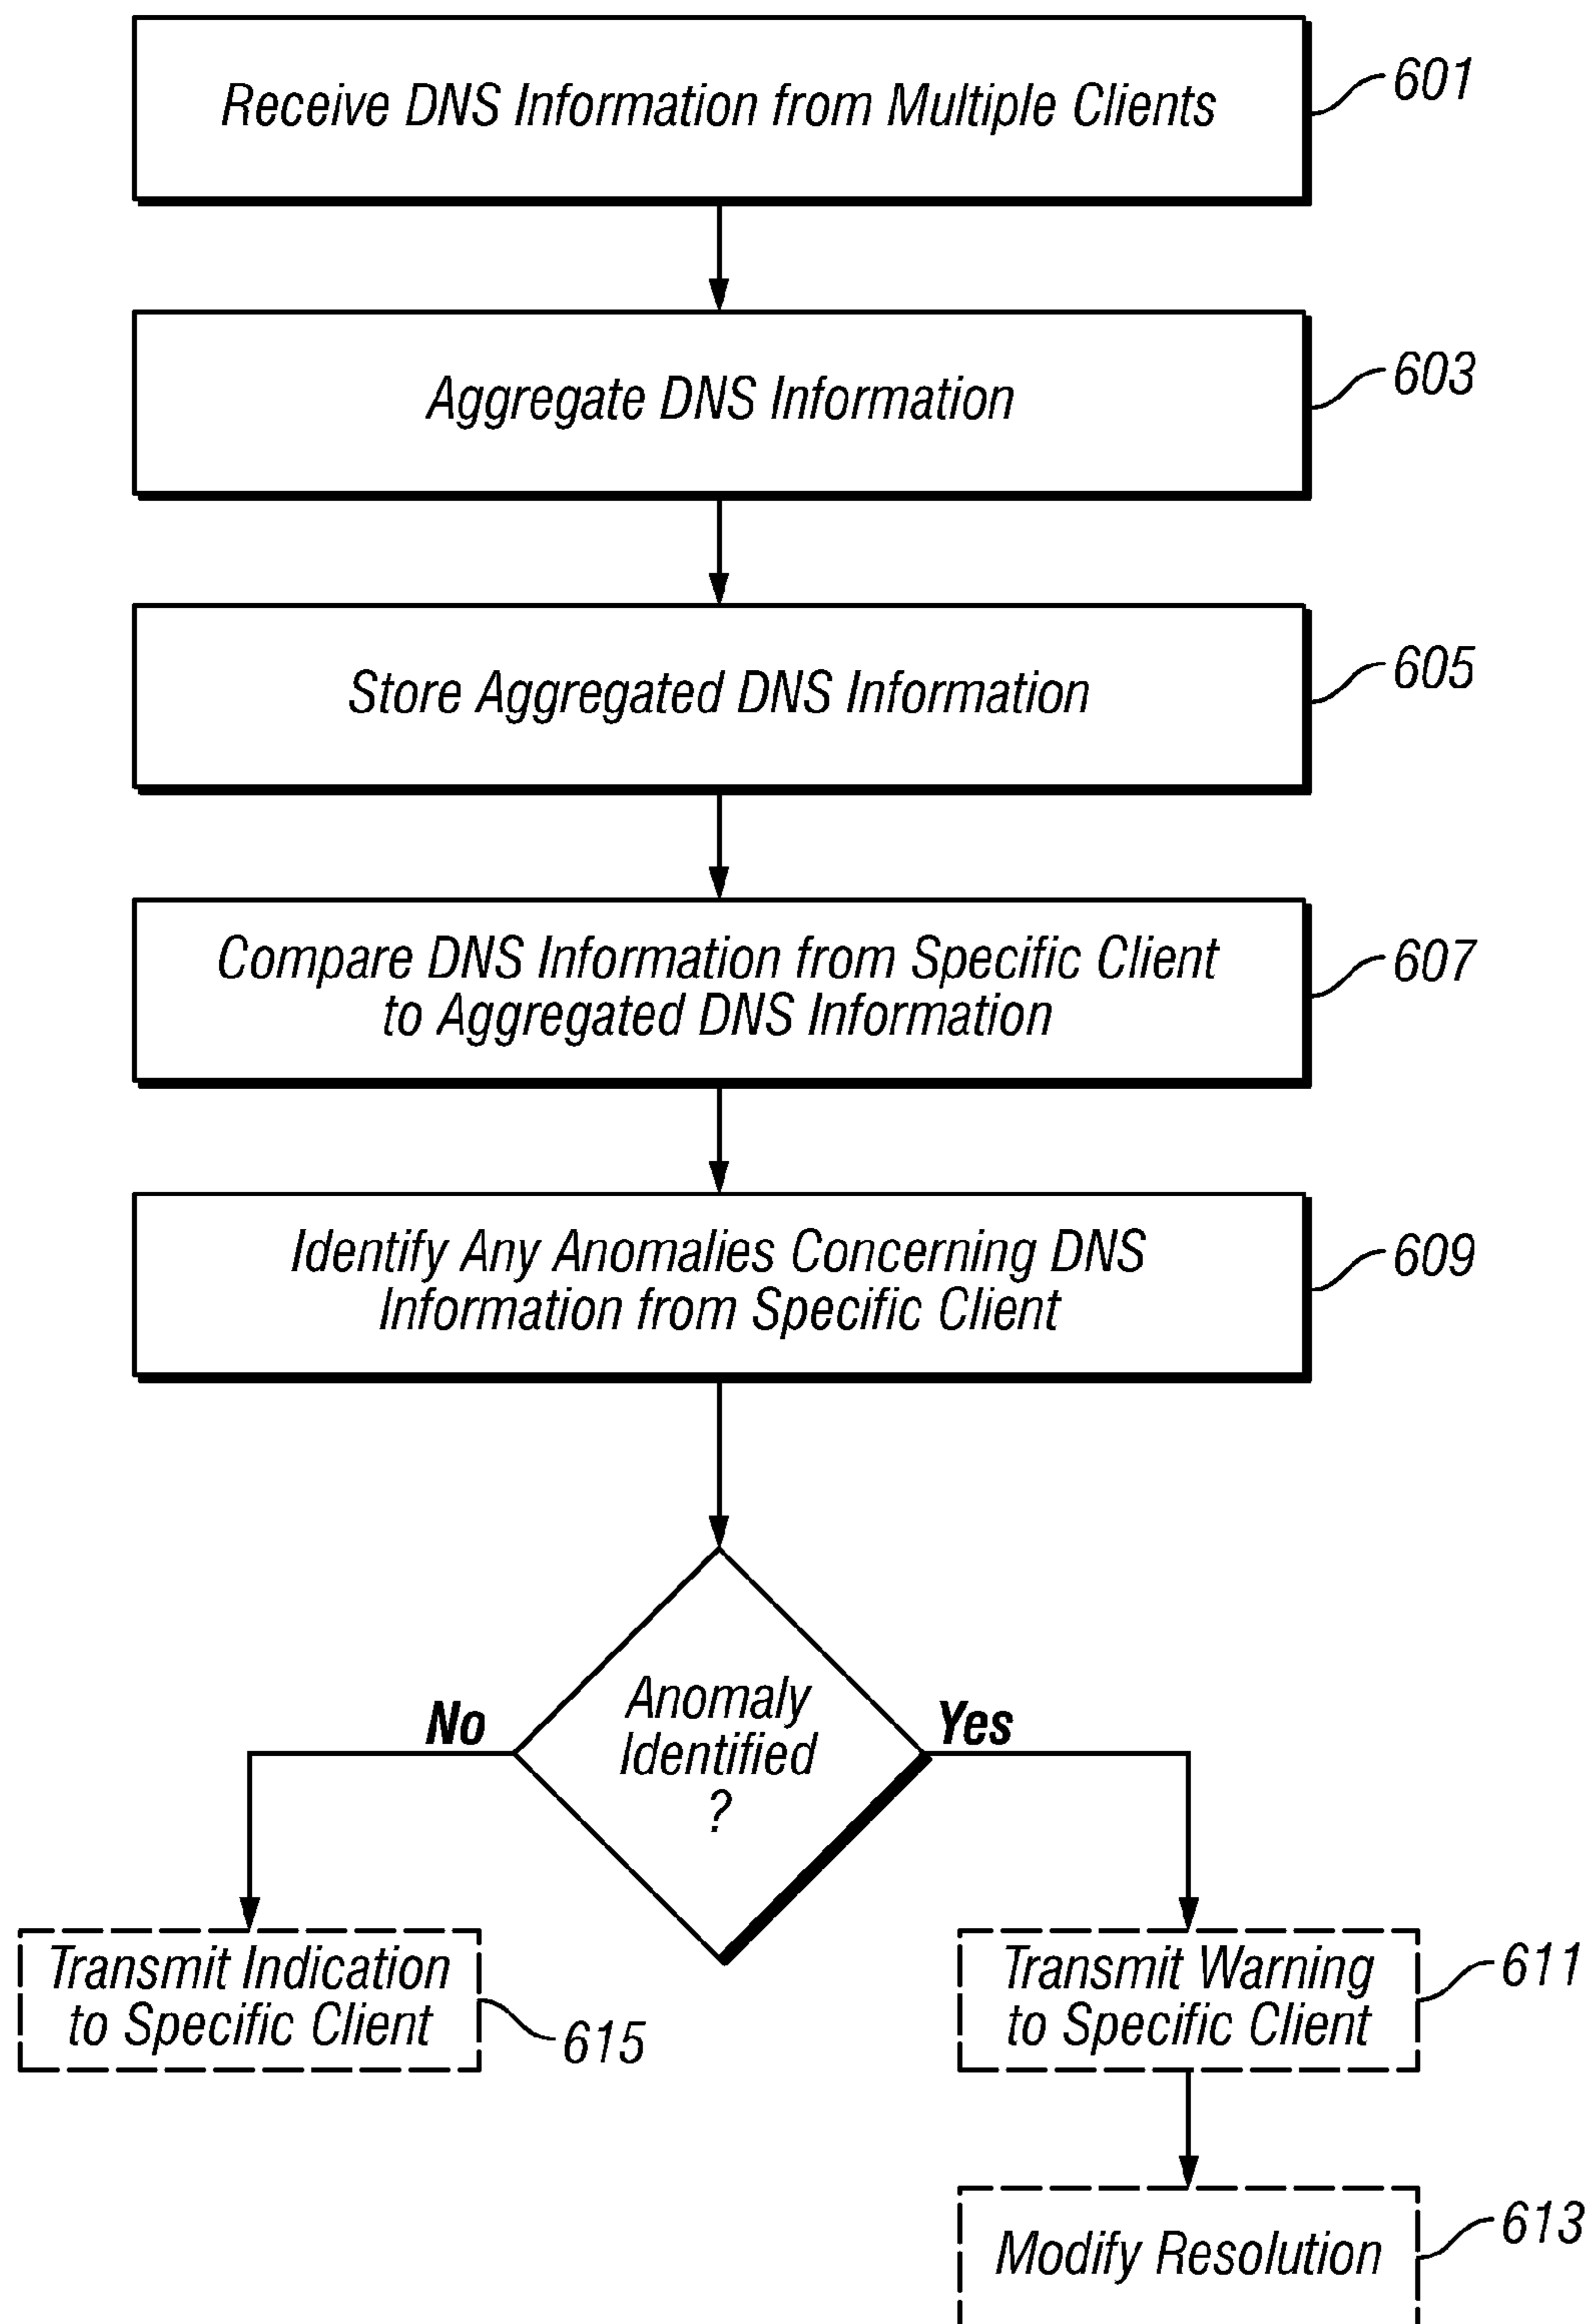 Receive DNS Information from Multiple Clients
601
Aggregate DNS Information
603
Store Aggregated DNS Information
605
Compare DNS Information from Specific Client
to Aggregated DNS Information
607
Identify Any Anomalies Concerning DNS
Information from Specific Client
609
Anomaly
Identified
?
No
Yes
Transmit Indication
to Specific Client
615
Transmit Warning
to Specific Client
611
Modify Resolution
613